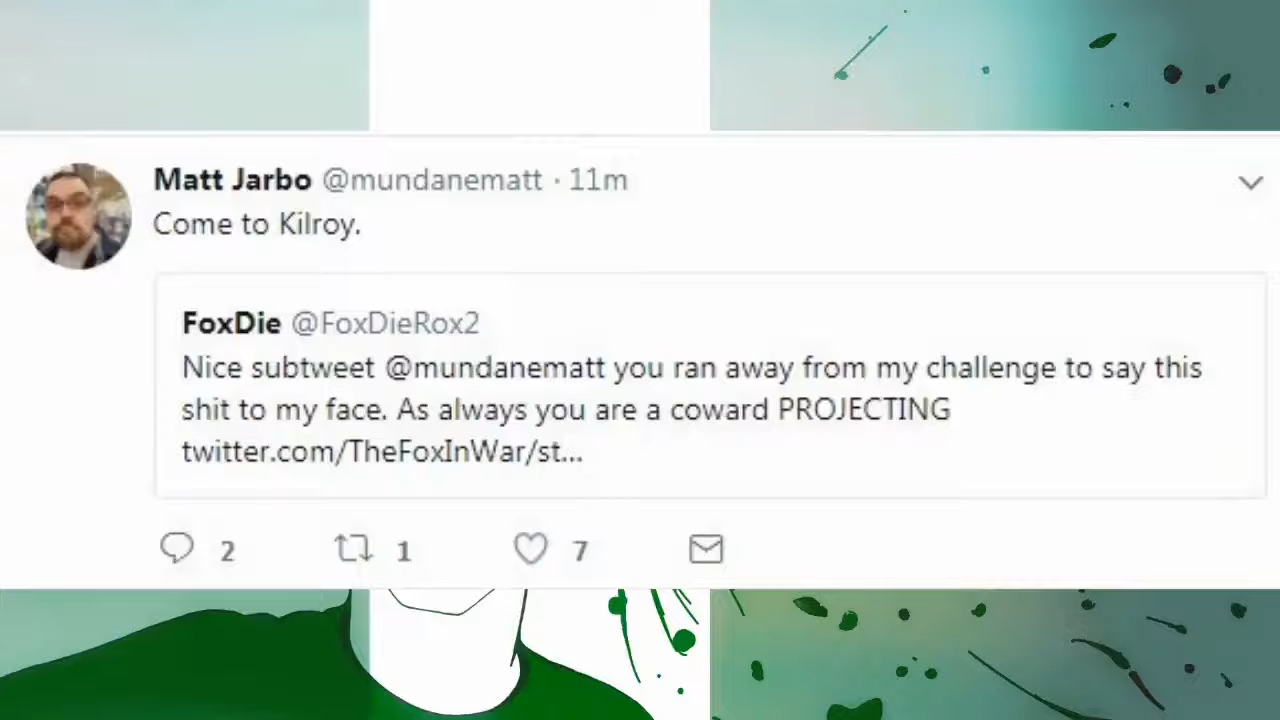 Matt Jarbo @mundanematt · 11m
Come to Kilroy.
FoxDie @FoxDieRox2
Nice subtweet @mundanematt you ran away from my challenge to say this
shit to my face. As always you are a coward PROJECTING
twitter.com/TheFoxInWar/st...
2 1 7